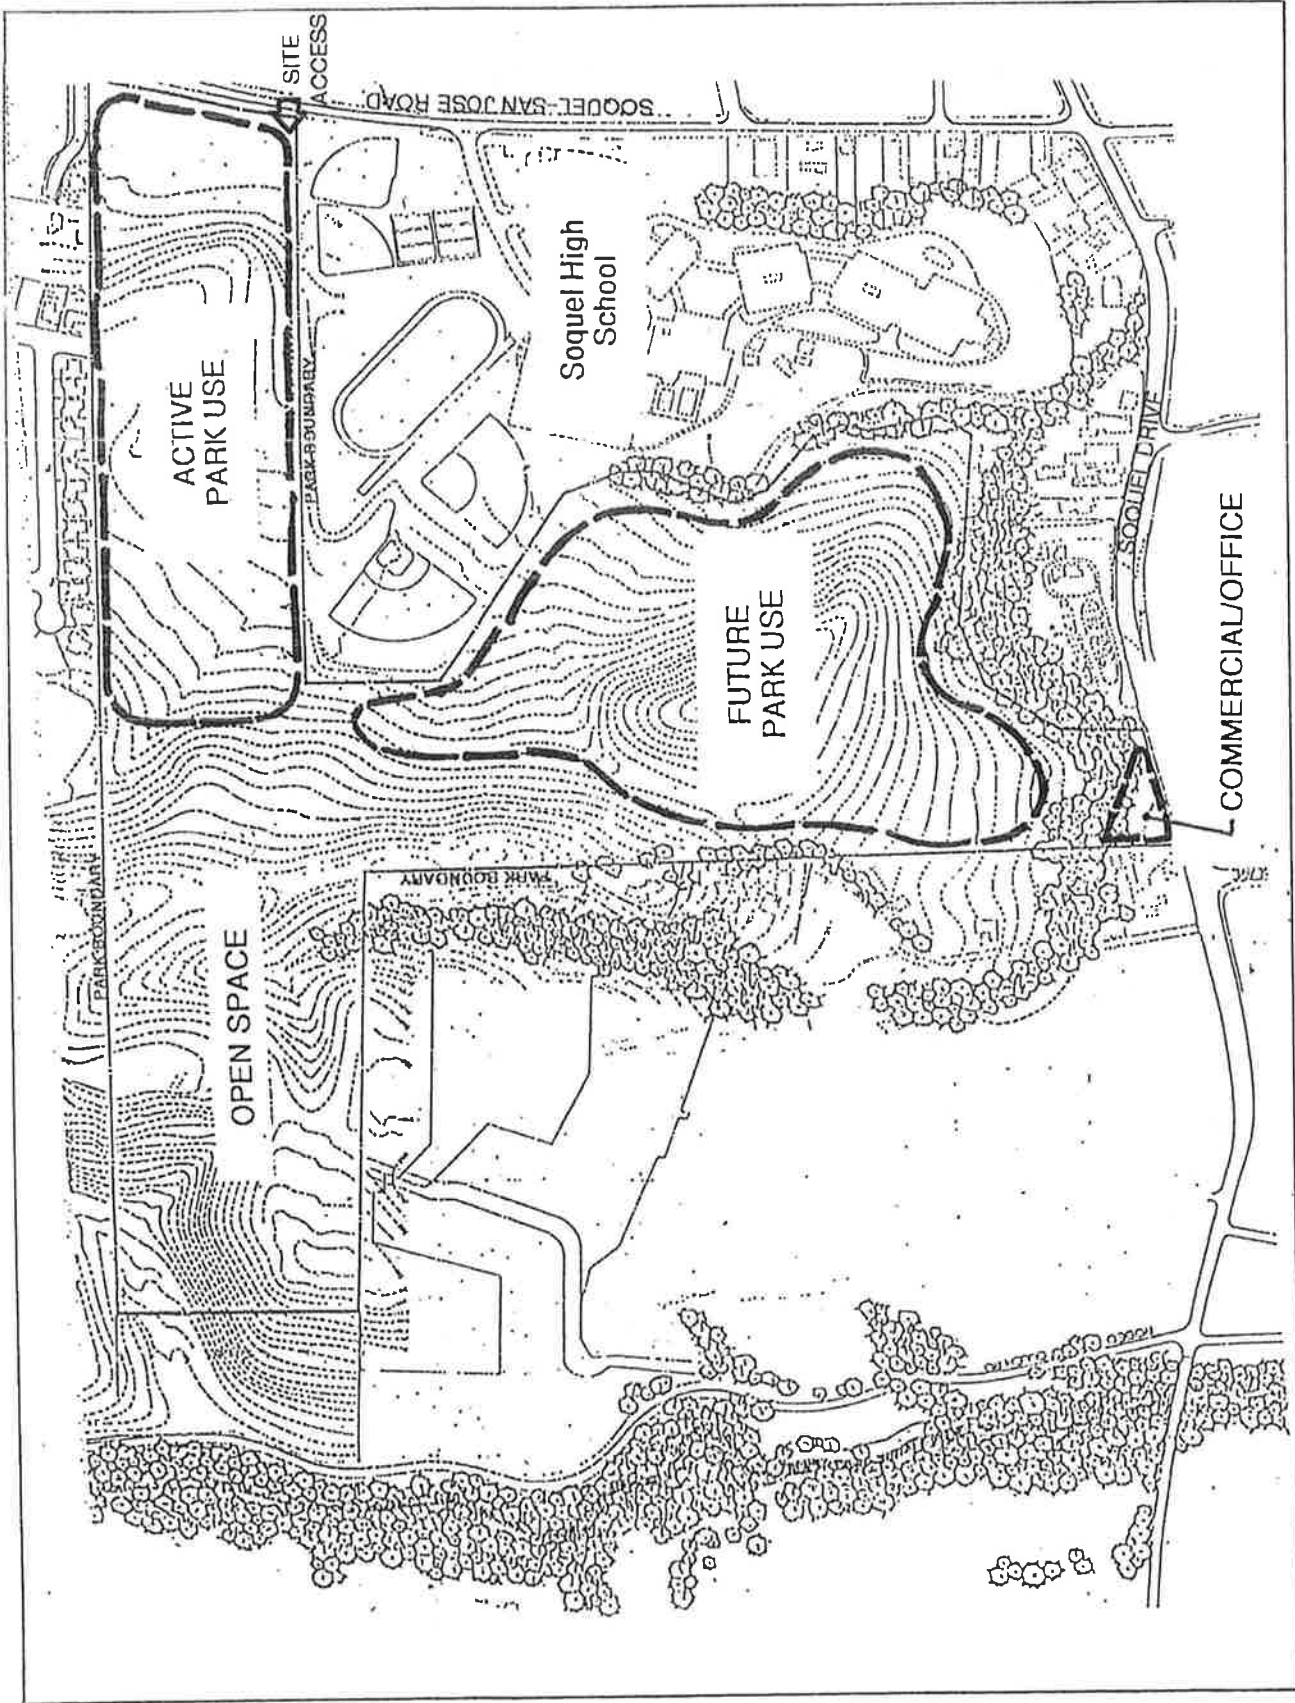 SITE
ACCESS
SOQUEL-SAN JOSE ROAD
ACTIVE
PARK USE
PARK BOUNDARY
Soquel High
School
FUTURE
PARK USE
SOQUEL DRIVE
COMMERCIAL/OFFICE
PARK BOUNDARY
PARK BOUNDARY
OPEN SPACE